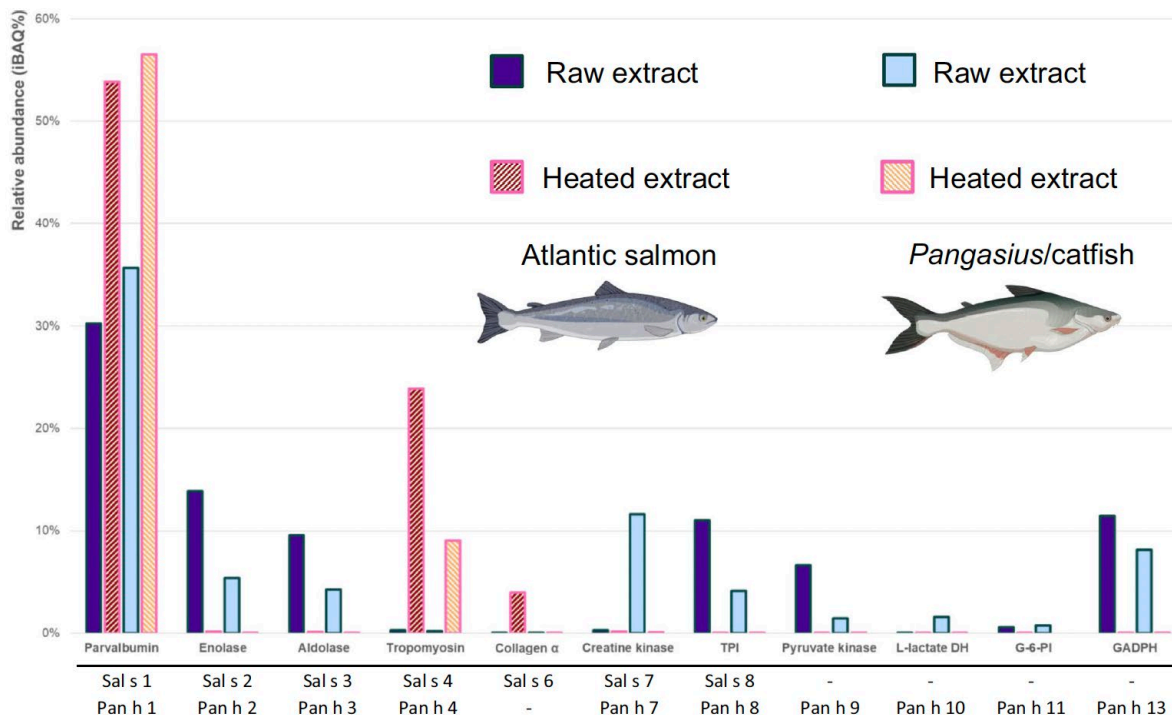 Relative abundance (iBAQ%)
60%
50%
40%
30%
20%
10%
0%
Raw extract
Raw extract
Heated extract
Heated extract
Atlantic salmon
Pangasius/catfish
Parvalbumin Enolase Aldolase Tropomyosin Collagen α Creatine kinase TPI Pyruvate kinase L-lactate DH G-6-PI GADPH
Sal s 1 Sal s 2 Sal s 3 Sal s 4 Sal s 6 Sal s 7 Sal s 8 - - - -
Pan h 1 Pan h 2 Pan h 3 Pan h 4 - Pan h 7 Pan h 8 Pan h 9 Pan h 10 Pan h 11 Pan h 13